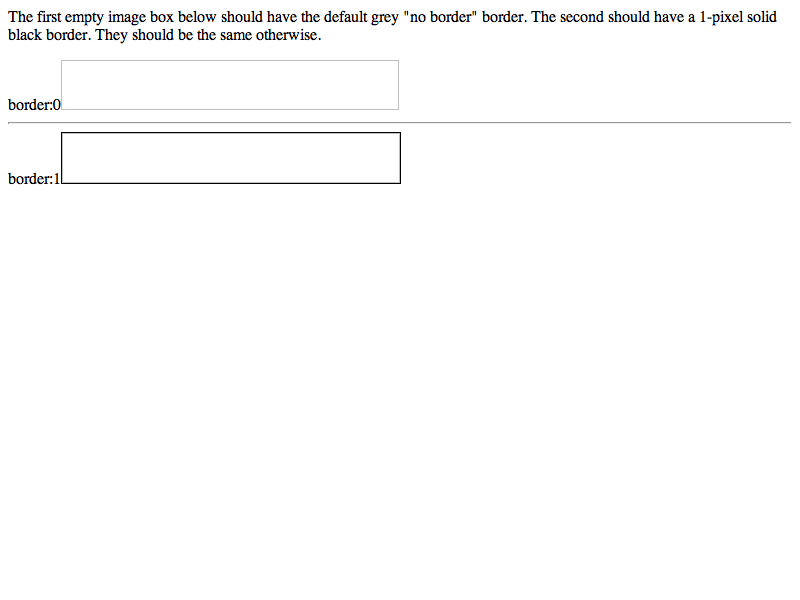 The first empty image box below should have the default grey "no border" border. The second should have a 1-pixel solid
black border. They should be the same otherwise.
border:0
border:1